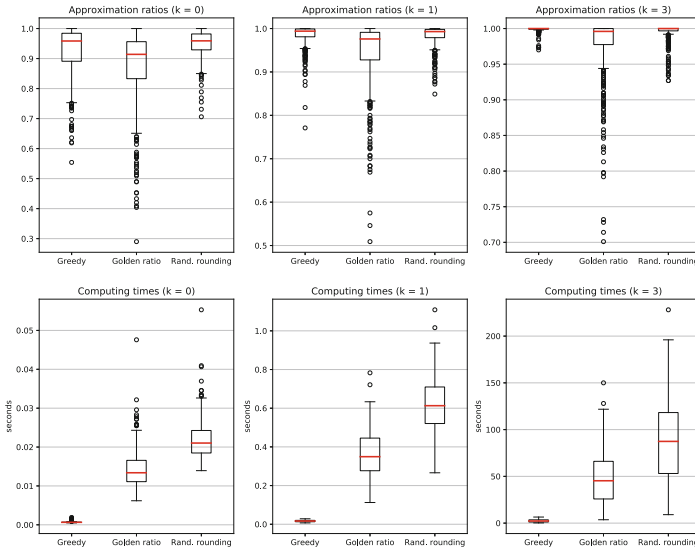 Approximation ratios (k = 0)
1.0
0.9
0.8
0.7
0.6
0.5
0.4
0.3
Greedy
Golden ratio
Rand. rounding
Approximation ratios (k = 1)
1.0
0.9
0.8
0.7
0.6
0.5
Greedy
Golden ratio
Rand. rounding
Approximation ratios (k = 3)
1.00
0.95
0.90
0.85
0.80
0.75
0.70
Greedy
Golden ratio
Rand. rounding
Computing times (k = 0)
seconds
0.05
0.04
0.03
0.02
0.01
0.00
Greedy
Golden ratio
Rand. rounding
Computing times (k = 1)
seconds
1.0
0.8
0.6
0.4
0.2
0.0
Greedy
Golden ratio
Rand. rounding
Computing times (k = 3)
seconds
200
150
100
50
0
Greedy
Golden ratio
Rand. rounding